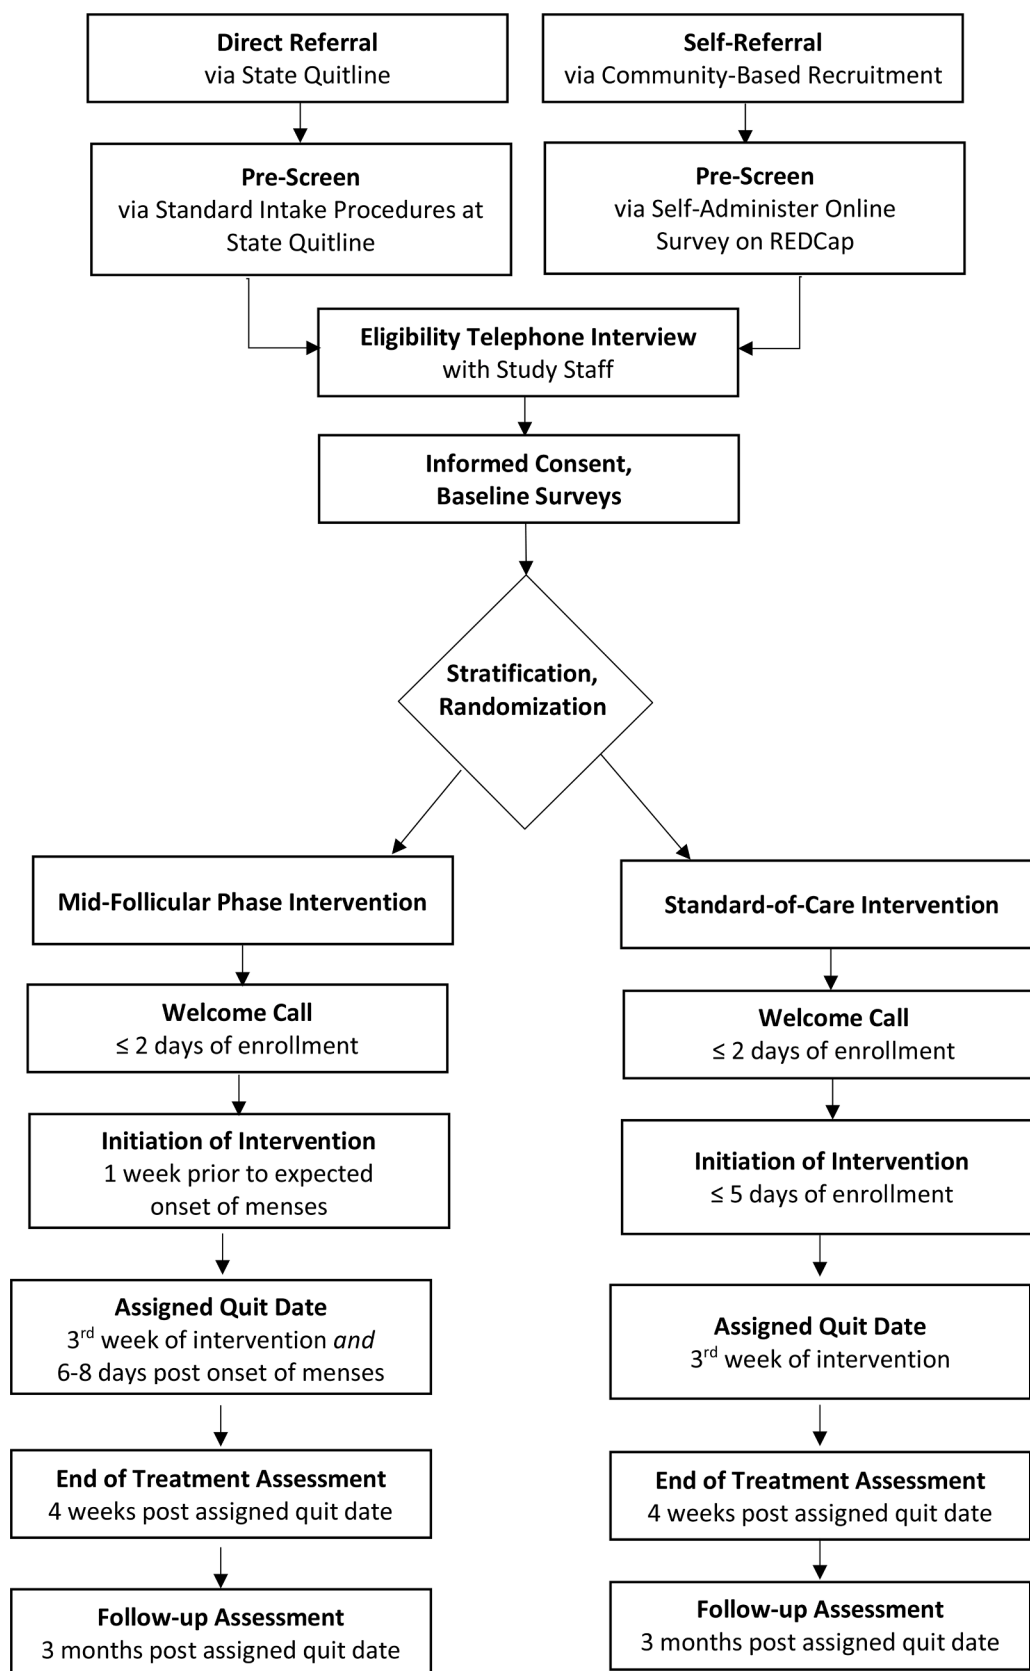 Direct Referral
via State Quitline
Self-Referral
via Community-Based Recruitment
Pre-Screen
via Standard Intake Procedures at
State Quitline
Pre-Screen
via Self-Administer Online
Survey on REDCap
Eligibility Telephone Interview
with Study Staff
Informed Consent,
Baseline Surveys
Stratification,
Randomization
Mid-Follicular Phase Intervention
Welcome Call
≤ 2 days of enrollment
Initiation of Intervention
1 week prior to expected
onset of menses
Assigned Quit Date
3rd week of intervention and
6-8 days post onset of menses
End of Treatment Assessment
4 weeks post assigned quit date
Follow-up Assessment
3 months post assigned quit date
Standard-of-Care Intervention
Welcome Call
≤ 2 days of enrollment
Initiation of Intervention
≤ 5 days of enrollment
Assigned Quit Date
3rd week of intervention
End of Treatment Assessment
4 weeks post assigned quit date
Follow-up Assessment
3 months post assigned quit date